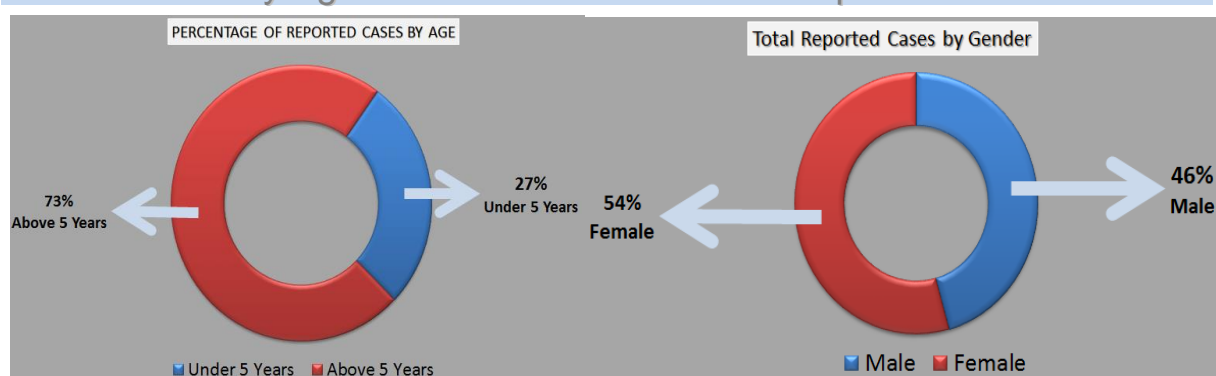 PERCENTAGE OF REPORTED CASES BY AGE
73%
Above 5 Years
27%
Under 5 Years
Under 5 Years Above 5 Years
Total Reported Cases by Gender
54%
Female
46%
Male
Male Female